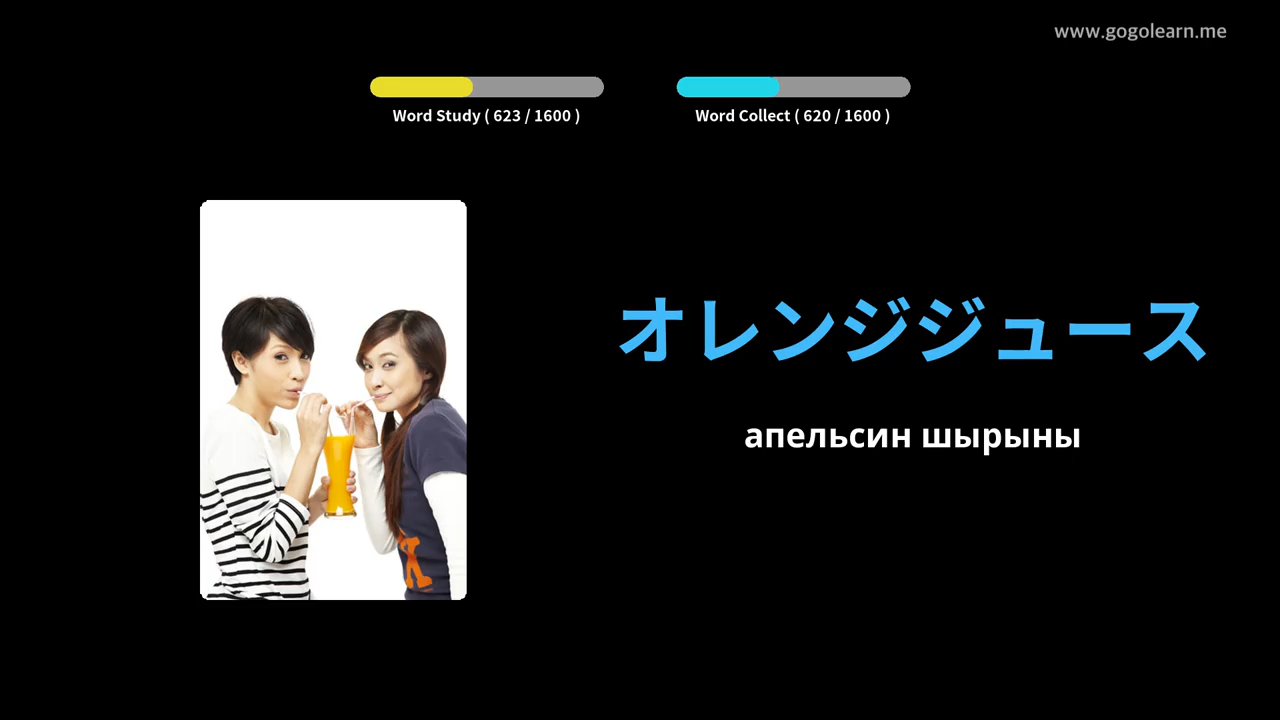 www.gogolearn.me
Word Study ( 623 / 1600 )
Word Collect ( 620 / 1600 )
オレンジジュース
апельсин шырыны